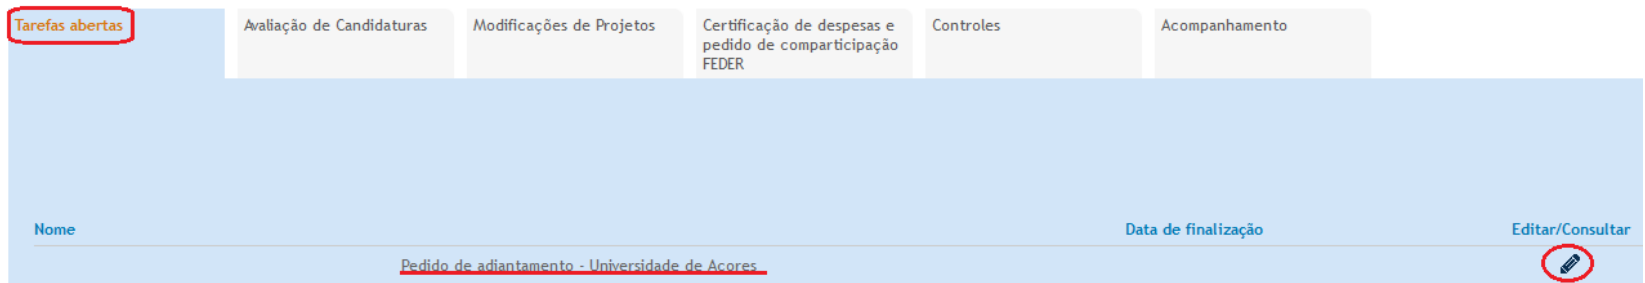 Tarefas abertas
Avaliação de Candidaturas
Modificações de Projetos
Certificação de despesas e
pedido de comparticipação
FEDER
Controles
Acompanhamento
Nome
Data de finalização
Editar/Consultar
Pedido de adiantamento - Universidade de Acores